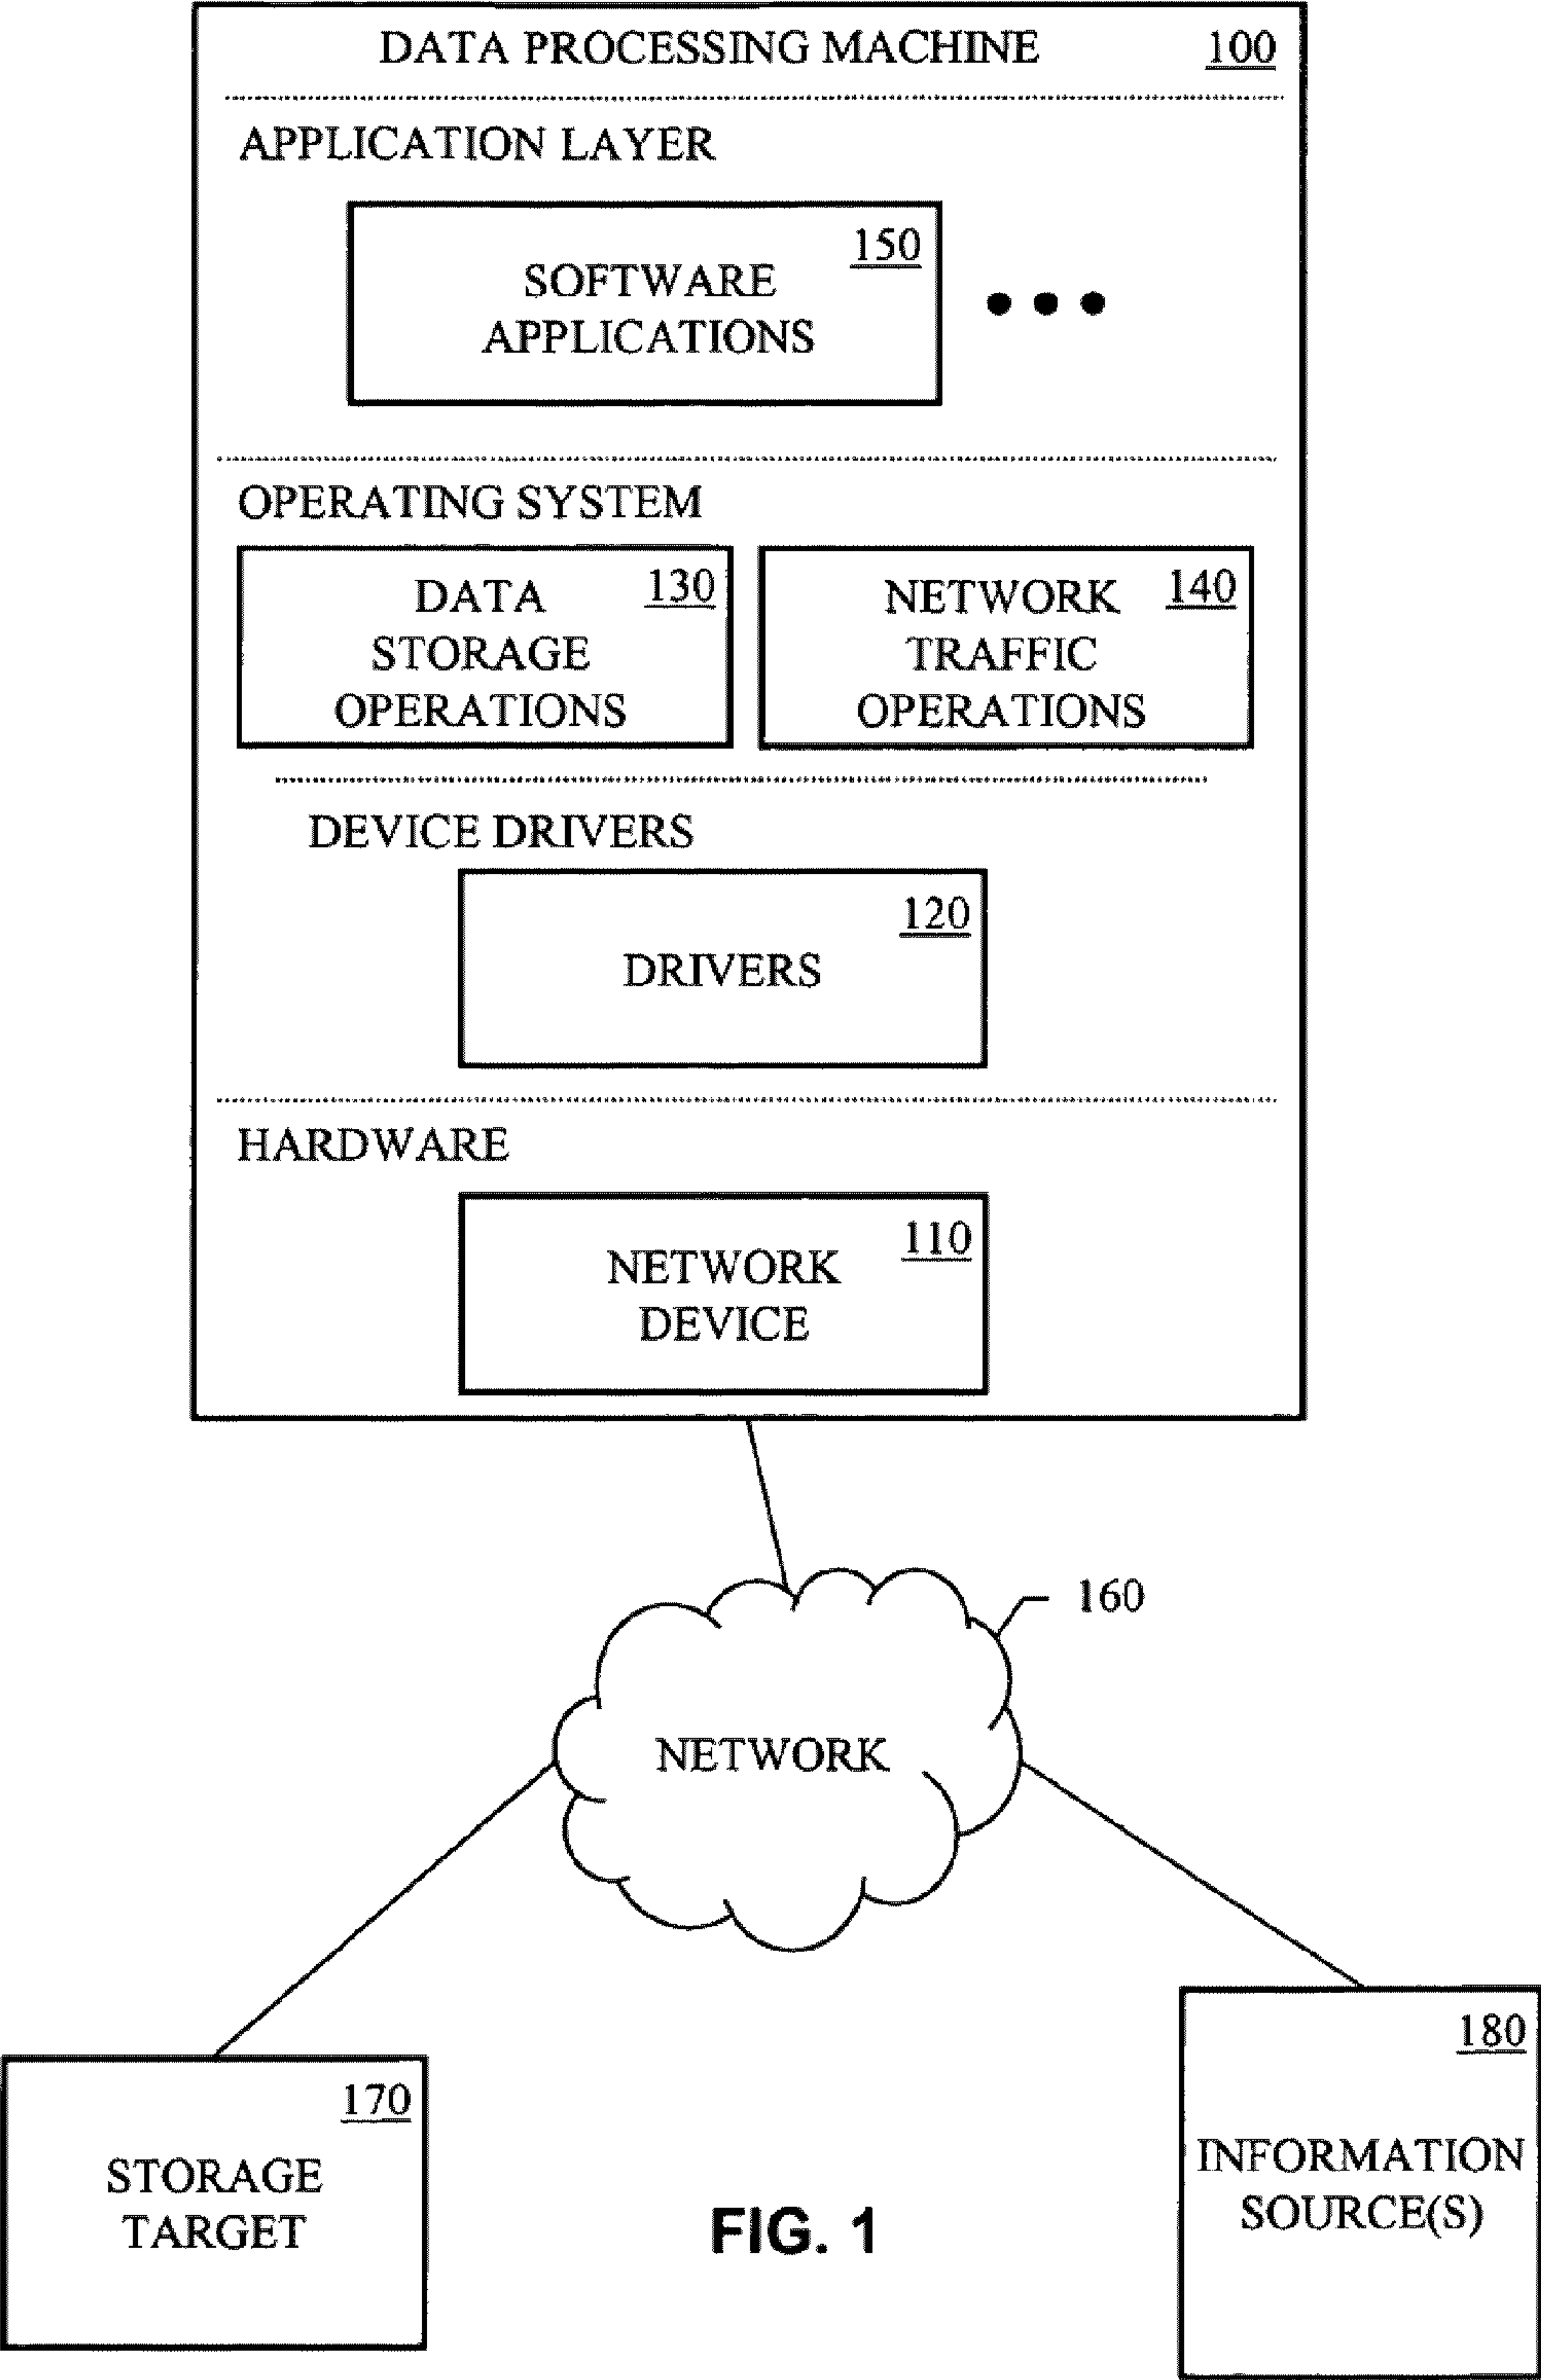 DATA PROCESSING MACHINE 100
APPLICATION LAYER
150
SOFTWARE
APPLICATIONS
OPERATING SYSTEM
DATA 130
STORAGE
OPERATIONS
NETWORK 140
TRAFFIC
OPERATIONS
DEVICE DRIVERS
120
DRIVERS
HARDWARE
110
NETWORK
DEVICE
160
NETWORK
170
STORAGE
TARGET
180
INFORMATION
SOURCE(S)
FIG. 1